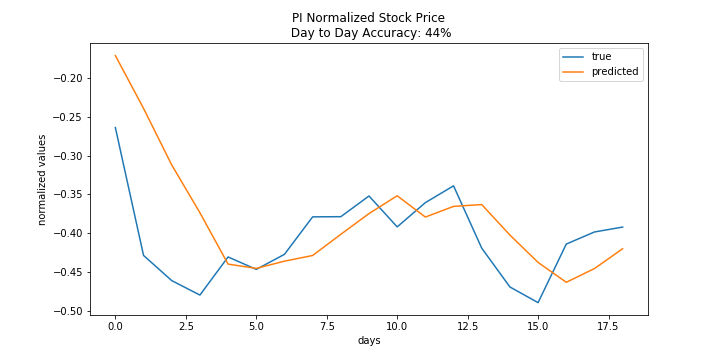 PI Normalized Stock Price
Day to Day Accuracy: 44%
true
predicted
normalized values
−0.20
−0.25
−0.30
−0.35
−0.40
−0.45
−0.50
0.0 2.5 5.0 7.5 10.0 12.5 15.0 17.5
days